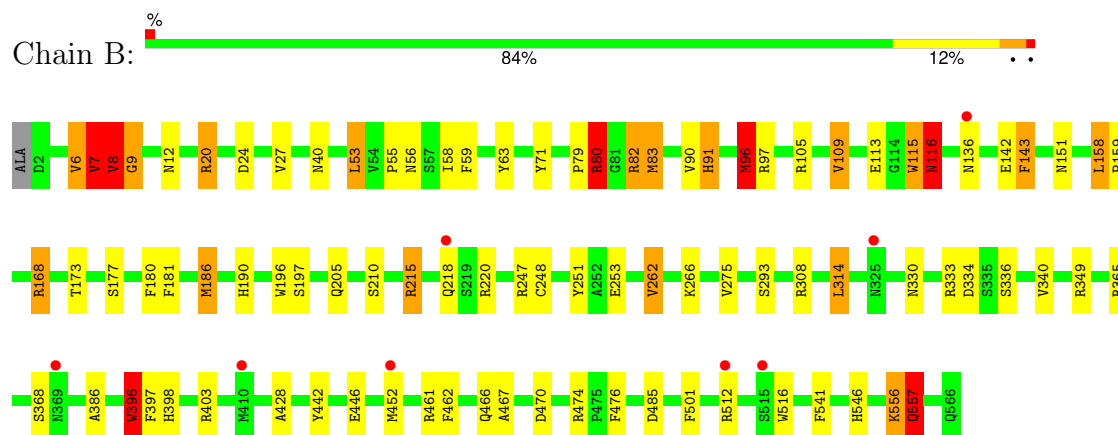 %
Chain B:
84% 12% • •
ALA D2 V6 V7 V8 G9 N12 R20 D24 V27 N40 L53 V54 P55 N56 S57 I58 F59 Y63 Y71 P79 R80 G81 R82 M83 V90 H91 M96 R97 R105 V109 E113 G114 W115 N116 N136 E142 F143 N151 L158
R168 T173 S177 F180 F181 M186 H190 W196 S197 Q205 S210 R215 Q218 S219 R220 R247 C248 Y251 A252 E253 V262 K266 V275 S293 R308 L314 N325 N330 R333 D334 S335 S336 V340 R349
S368 N369 A386 W396 F397 H398 R403 M410 A428 Y442 E446 M452 R461 F462 Q466 A467 D470 R474 P475 F476 D485 F501 R512 S515 W516 F541 H546 K556 Q557 Q566